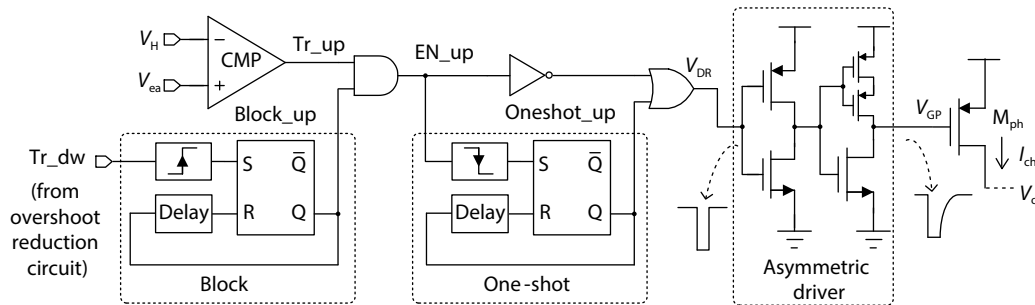 V_H
V_ea
−
+
CMP
Tr_up
EN_up
Block_up
Oneshot_up
V_DR
V_GP
M_ph
I_ch
Tr_dw
(from
overshoot
reduction
circuit)
S
Q̅
Delay
R
Q
Block
S
Q̅
Delay
R
Q
One-shot
Asymmetric
driver